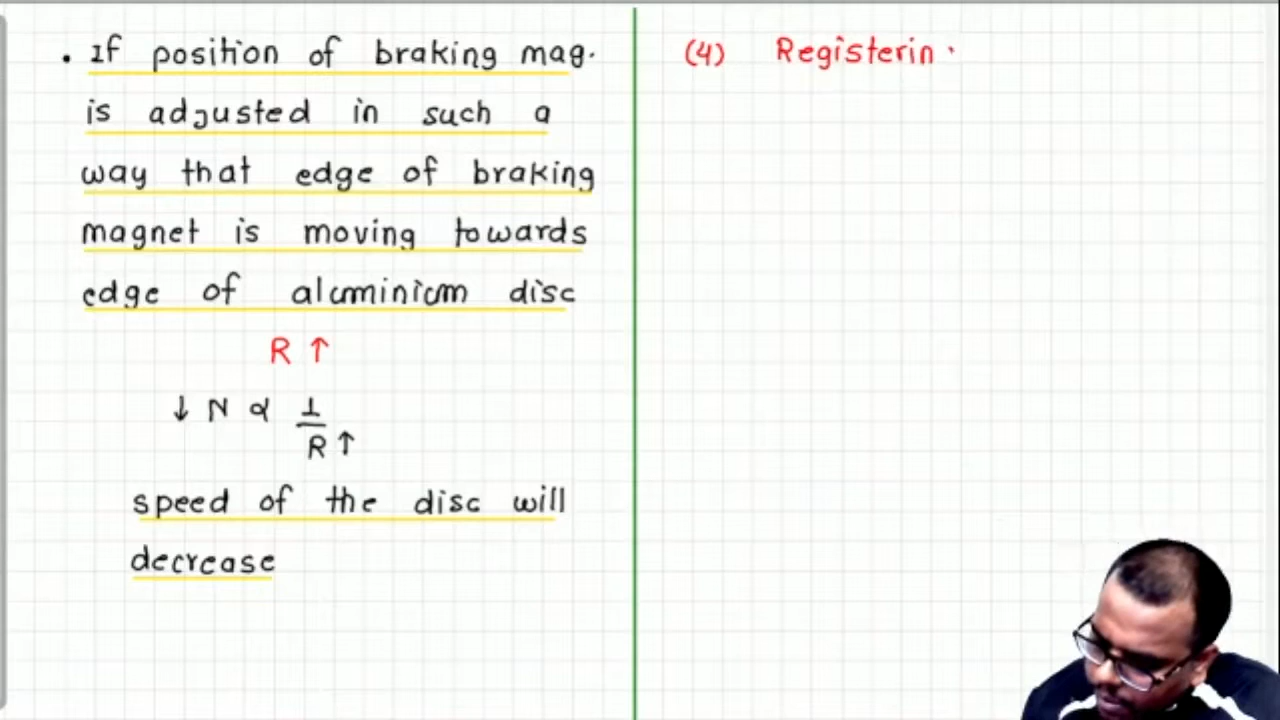 . If position of braking mag.
is adjusted in such a
way that edge of braking
magnet is moving towards
edge of aluminium disc
R ↑
↓ N ∝ 1/R ↑
speed of the disc will
decrease
(4) Registerin